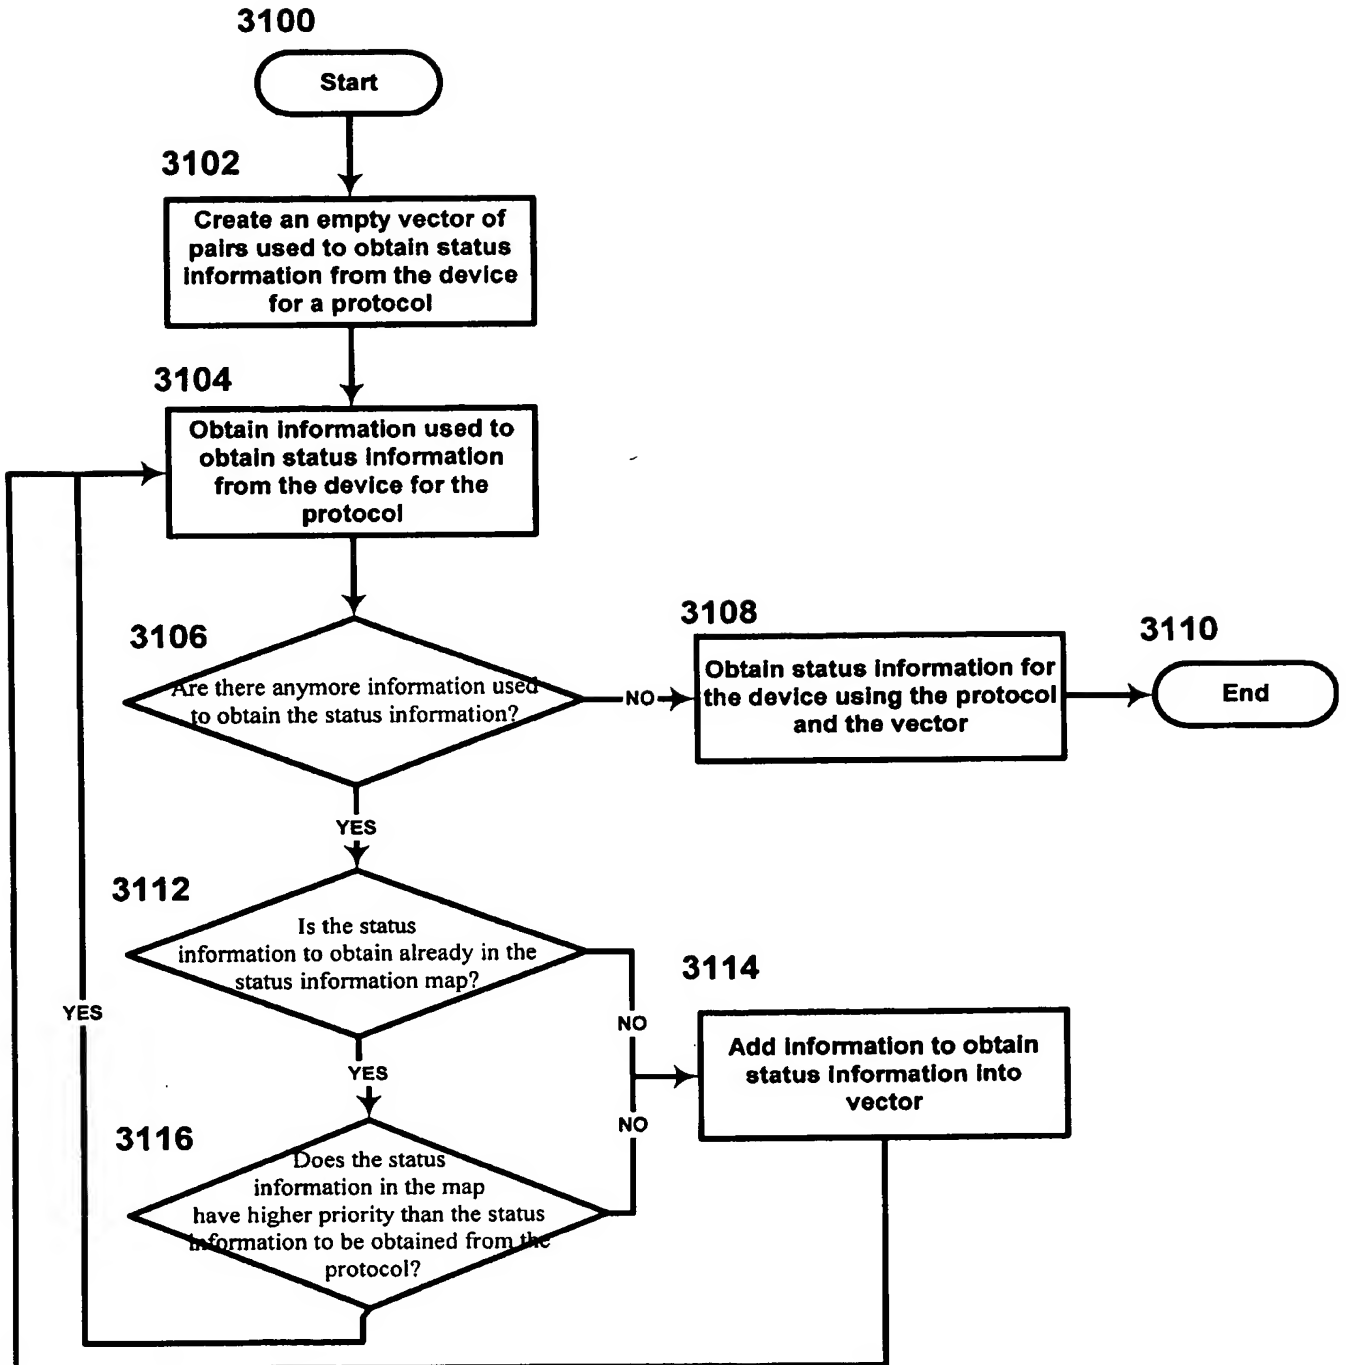 3100
Start
3102
Create an empty vector of
pairs used to obtain status
information from the device
for a protocol
3104
Obtain information used to
obtain status information
from the device for the
protocol
3106
Are there anymore information used
to obtain the status information?
NO
3108
Obtain status information for
the device using the protocol
and the vector
3110
End
YES
3112
Is the status
information to obtain already in the
status information map?
NO
3114
Add information to obtain
status information into
vector
YES
YES
3116
Does the status
information in the map
have higher priority than the status
information to be obtained from the
protocol?
NO